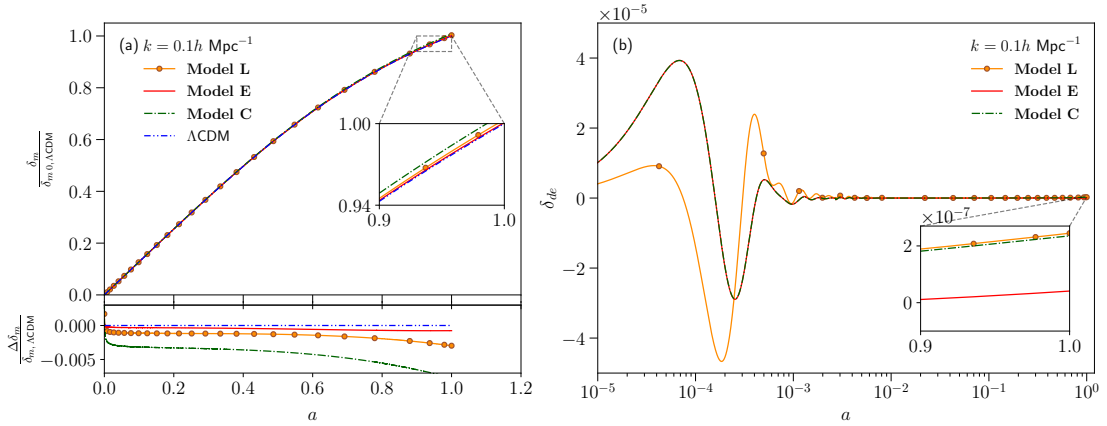 (a) k = 0.1h Mpc⁻¹
Model L
Model E
Model C
ΛCDM
δₘ
δₘ ₀,ΛCDM
1.0
0.8
0.6
0.4
0.2
0.0
1.00
0.94
0.9 1.0
Δδₘ
δₘ,ΛCDM
0.000
−0.005
0.0 0.2 0.4 0.6 0.8 1.0 1.2
a
×10⁻⁵
(b) k = 0.1h Mpc⁻¹
Model L
Model E
Model C
δ_de
4
2
0
−2
−4
×10⁻⁷
2
0
0.9 1.0
10⁻⁵ 10⁻⁴ 10⁻³ 10⁻² 10⁻¹ 10⁰
a